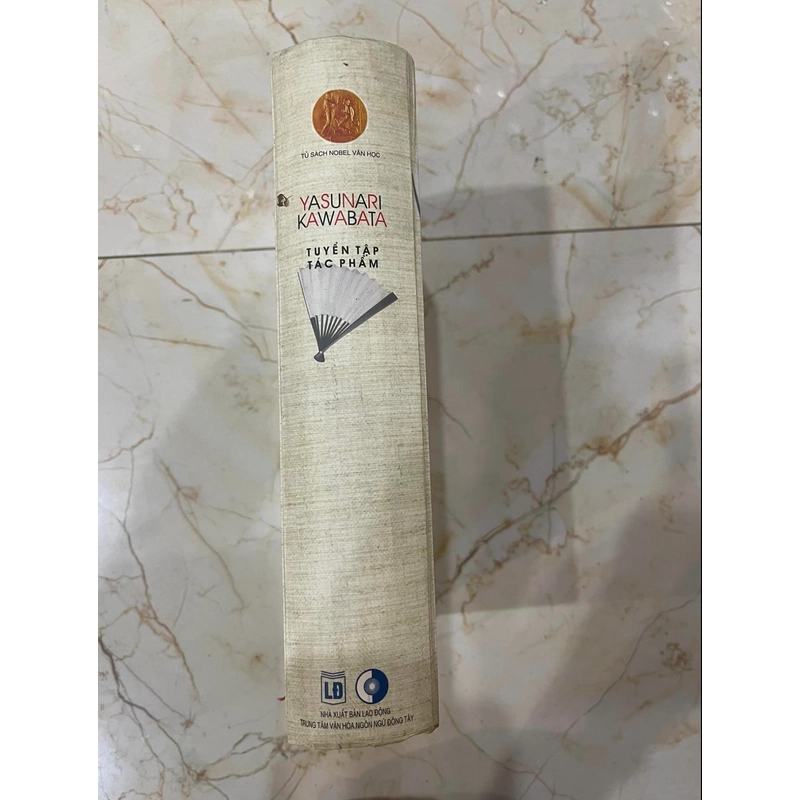 TỦ SÁCH NOBEL VĂN HỌC
YASUNARI
KAWABATA
TUYỂN TẬP
TÁC PHẨM
LĐ
NHÀ XUẤT BẢN LAO ĐỘNG
TRUNG TÂM VĂN HÓA NGÔN NGỮ ĐÔNG TÂY